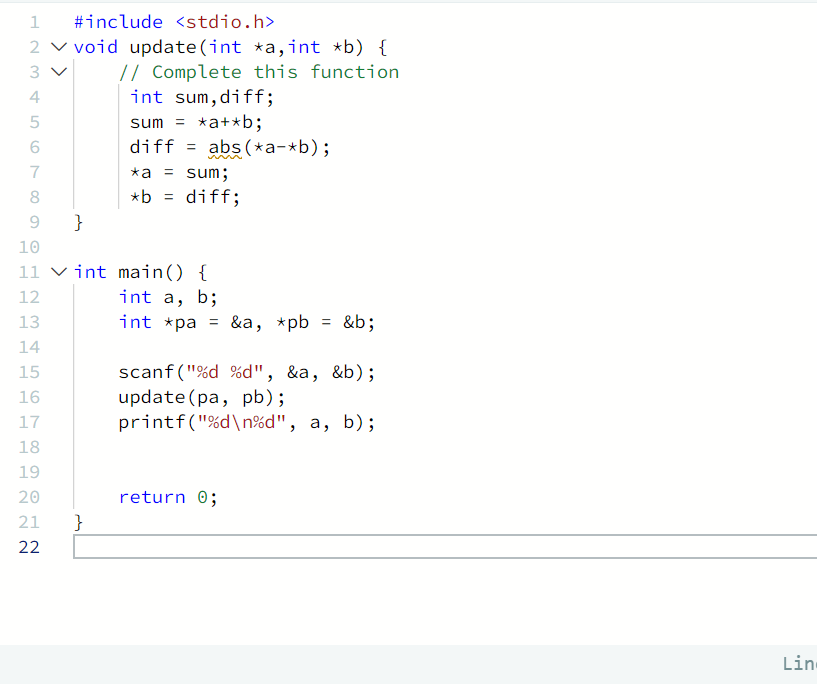 1 #include <stdio.h>
2 void update(int *a,int *b) {
3     // Complete this function
4      int sum,diff;
5      sum = *a+*b;
6      diff = abs(*a-*b);
7      *a = sum;
8      *b = diff;
9 }
10
11 int main() {
12     int a, b;
13     int *pa = &a, *pb = &b;
14
15     scanf("%d %d", &a, &b);
16     update(pa, pb);
17     printf("%d\n%d", a, b);
18
19
20     return 0;
21 }
22